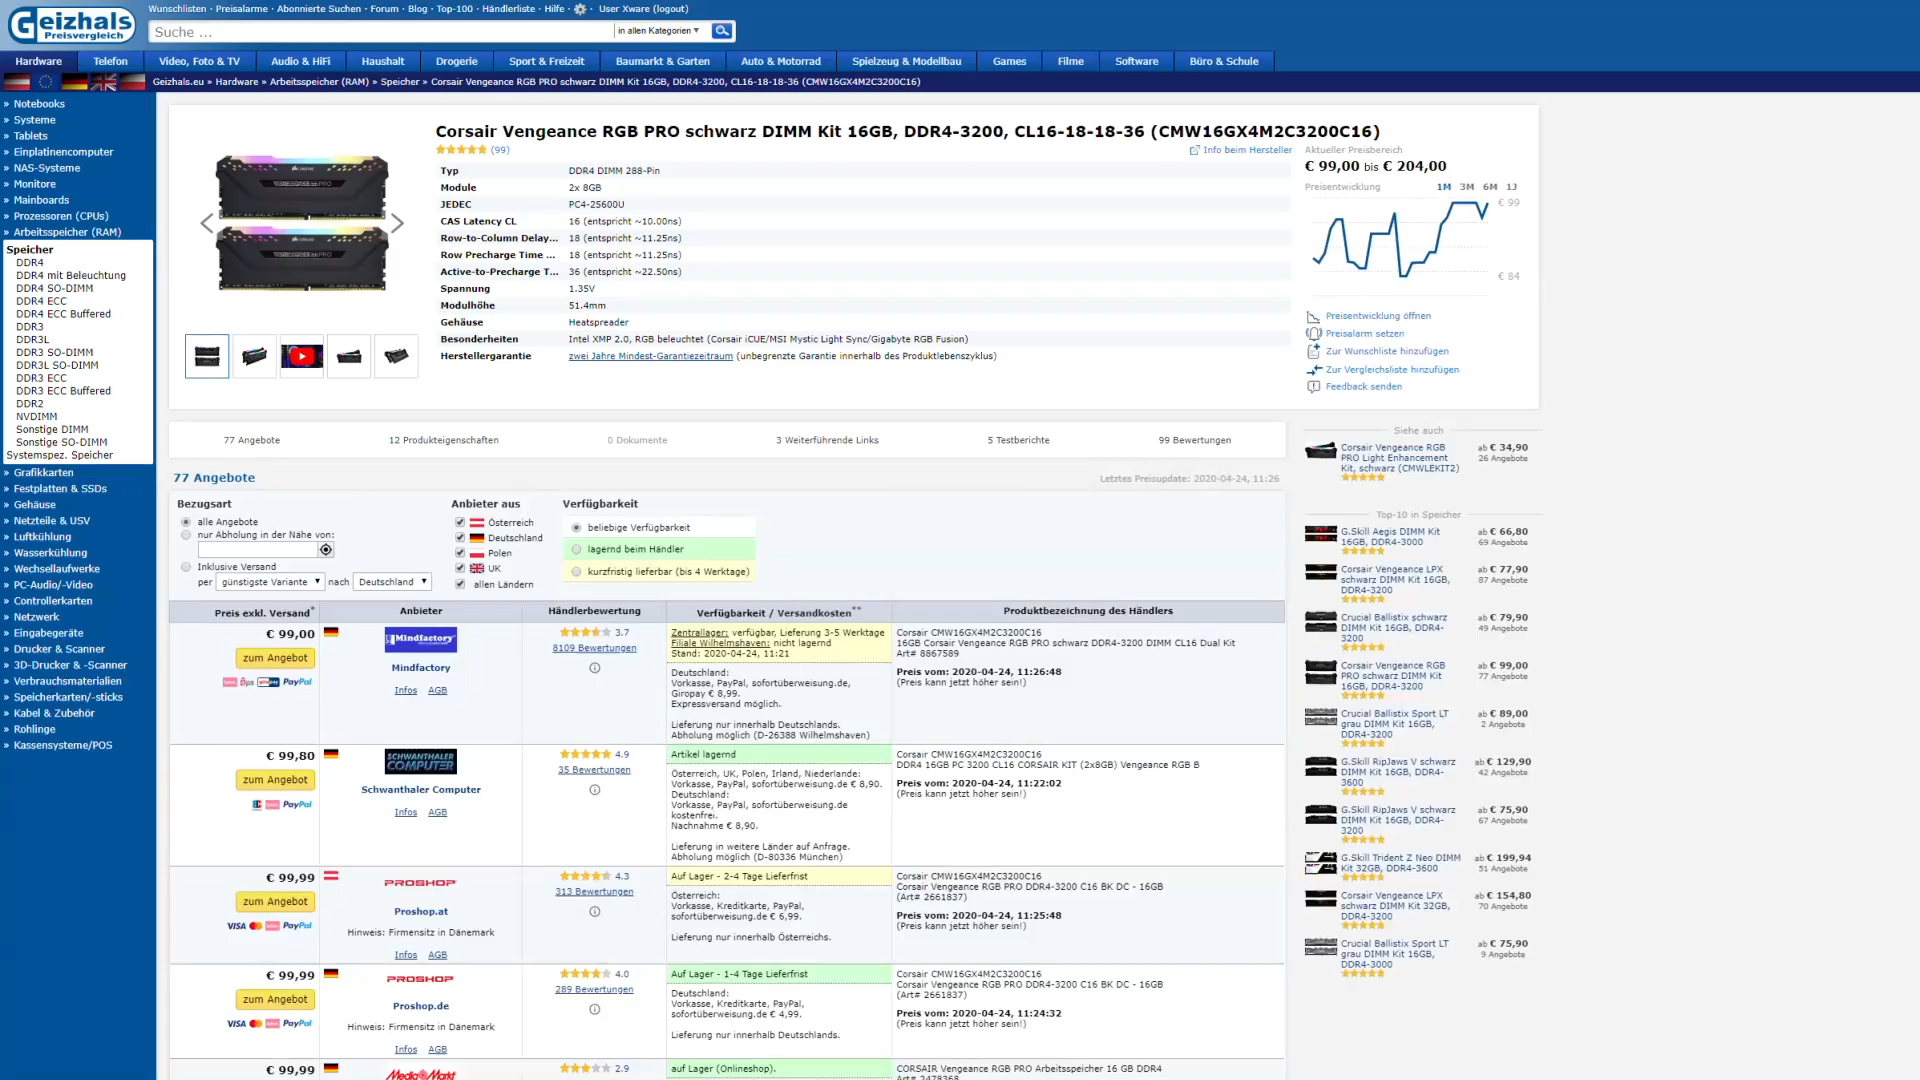 Geizhals
Preisvergleich
Wunschlisten · Preisalarme · Abonnierte Suchen · Forum · Blog · Top-100 · Händlerliste · Hilfe · User Xware (logout)
Suche ...
in allen Kategorien
Hardware Telefon Video, Foto & TV Audio & HiFi Haushalt Drogerie Sport & Freizeit Baumarkt & Garten Auto & Motorrad Spielzeug & Modellbau Games Filme Software Büro & Schule
Geizhals.eu » Hardware » Arbeitsspeicher (RAM) » Speicher » Corsair Vengeance RGB PRO schwarz DIMM Kit 16GB, DDR4-3200, CL16-18-18-36 (CMW16GX4M2C3200C16)
» Notebooks
» Systeme
» Tablets
» Einplatinencomputer
» NAS-Systeme
» Monitore
» Mainboards
» Prozessoren (CPUs)
» Arbeitsspeicher (RAM)
Speicher
DDR4
DDR4 mit Beleuchtung
DDR4 SO-DIMM
DDR4 ECC
DDR4 ECC Buffered
DDR3
DDR3L
DDR3 SO-DIMM
DDR3L SO-DIMM
DDR3 ECC
DDR3 ECC Buffered
DDR2
NVDIMM
Sonstige DIMM
Sonstige SO-DIMM
Systemspez. Speicher
» Grafikkarten
» Festplatten & SSDs
» Gehäuse
» Netzteile & USV
» Luftkühlung
» Wasserkühlung
» Wechsellaufwerke
» PC-Audio/-Video
» Controllerkarten
» Netzwerk
» Eingabegeräte
» Drucker & Scanner
» 3D-Drucker & -Scanner
» Verbrauchsmaterialien
» Speicherkarten/-sticks
» Kabel & Zubehör
» Rohlinge
» Kassensysteme/POS
Corsair Vengeance RGB PRO schwarz DIMM Kit 16GB, DDR4-3200, CL16-18-18-36 (CMW16GX4M2C3200C16)
(99)
Info beim Hersteller
Typ DDR4 DIMM 288-Pin
Module 2x 8GB
JEDEC PC4-25600U
CAS Latency CL 16 (entspricht ~10.00ns)
Row-to-Column Delay... 18 (entspricht ~11.25ns)
Row Precharge Time ... 18 (entspricht ~11.25ns)
Active-to-Precharge T... 36 (entspricht ~22.50ns)
Spannung 1.35V
Modulhöhe 51.4mm
Gehäuse Heatspreader
Besonderheiten Intel XMP 2.0, RGB beleuchtet (Corsair iCUE/MSI Mystic Light Sync/Gigabyte RGB Fusion)
Herstellergarantie zwei Jahre Mindest-Garantiezeitraum (unbegrenzte Garantie innerhalb des Produktlebenszyklus)
Aktueller Preisbereich
€ 99,00 bis € 204,00
Preisentwicklung 1M 3M 6M 1J
€ 99
€ 84
Preisentwicklung öffnen
Preisalarm setzen
Zur Wunschliste hinzufügen
Zur Vergleichsliste hinzufügen
Feedback senden
77 Angebote 12 Produkteigenschaften 0 Dokumente 3 Weiterführende Links 5 Testberichte 99 Bewertungen
77 Angebote
Letztes Preisupdate: 2020-04-24, 11:26
Bezugsart
alle Angebote
nur Abholung in der Nähe von:
Inklusive Versand
per günstigste Variante nach Deutschland
Anbieter aus
Österreich
Deutschland
Polen
UK
allen Ländern
Verfügbarkeit
beliebige Verfügbarkeit
lagernd beim Händler
kurzfristig lieferbar (bis 4 Werktage)
Preis exkl. Versand* Anbieter Händlerbewertung Verfügbarkeit / Versandkosten** Produktbezeichnung des Händlers
€ 99,00
zum Angebot
PayPal
Mindfactory
Mindfactory
Infos AGB
3.7
8109 Bewertungen
Zentrallager: verfügbar, Lieferung 3-5 Werktage
Filiale Wilhelmshaven: nicht lagernd
Stand: 2020-04-24, 11:21
Deutschland:
Vorkasse, PayPal, sofortüberweisung.de,
Giropay € 8,99.
Expressversand möglich.
Lieferung nur innerhalb Deutschlands.
Abholung möglich (D-26388 Wilhelmshaven)
Corsair CMW16GX4M2C3200C16
16GB Corsair Vengeance RGB PRO schwarz DDR4-3200 DIMM CL16 Dual Kit
Art# 8867589
Preis vom: 2020-04-24, 11:26:48
(Preis kann jetzt höher sein!)
€ 99,80
zum Angebot
PayPal
SCHWANTHALER
COMPUTER
Schwanthaler Computer
Infos AGB
4.9
35 Bewertungen
Artikel lagernd
Österreich, UK, Polen, Irland, Niederlande:
Vorkasse, PayPal, sofortüberweisung.de € 8,90.
Deutschland:
Vorkasse, PayPal, sofortüberweisung.de
kostenfrei.
Nachnahme € 8,90.
Lieferung in weitere Länder auf Anfrage.
Abholung möglich (D-80336 München)
Corsair CMW16GX4M2C3200C16
DDR4 16GB PC 3200 CL16 CORSAIR KIT (2x8GB) Vengeance RGB B
Preis vom: 2020-04-24, 11:22:02
(Preis kann jetzt höher sein!)
€ 99,99
zum Angebot
VISA PayPal
PROSHOP
Proshop.at
Hinweis: Firmensitz in Dänemark
Infos AGB
4.3
313 Bewertungen
Auf Lager - 2-4 Tage Lieferfrist
Österreich:
Vorkasse, Kreditkarte, PayPal,
sofortüberweisung.de € 6,99.
Lieferung nur innerhalb Österreichs.
Corsair CMW16GX4M2C3200C16
Corsair Vengeance RGB PRO DDR4-3200 C16 BK DC - 16GB
(Art# 2661837)
Preis vom: 2020-04-24, 11:25:48
(Preis kann jetzt höher sein!)
€ 99,99
zum Angebot
VISA PayPal
PROSHOP
Proshop.de
Hinweis: Firmensitz in Dänemark
Infos AGB
4.0
289 Bewertungen
Auf Lager - 1-4 Tage Lieferfrist
Deutschland:
Vorkasse, Kreditkarte, PayPal,
sofortüberweisung.de € 4,99.
Lieferung nur innerhalb Deutschlands.
Corsair CMW16GX4M2C3200C16
Corsair Vengeance RGB PRO DDR4-3200 C16 BK DC - 16GB
(Art# 2661837)
Preis vom: 2020-04-24, 11:24:32
(Preis kann jetzt höher sein!)
€ 99,99
Media Markt
2.9
auf Lager (Onlineshop).
CORSAIR Vengeance RGB PRO Arbeitsspeicher 16 GB DDR4
Art# 2478368
Siehe auch
Corsair Vengeance RGB ab € 34,90
PRO Light Enhancement 26 Angebote
Kit, schwarz (CMWLEKIT2)
Top-10 in Speicher
G.Skill Aegis DIMM Kit ab € 66,80
16GB, DDR4-3000 69 Angebote
Corsair Vengeance LPX ab € 77,90
schwarz DIMM Kit 16GB, 87 Angebote
DDR4-3200
Crucial Ballistix schwarz ab € 79,90
DIMM Kit 16GB, DDR4- 49 Angebote
3200
Corsair Vengeance RGB ab € 99,00
PRO schwarz DIMM Kit 77 Angebote
16GB, DDR4-3200
Crucial Ballistix Sport LT ab € 89,00
grau DIMM Kit 16GB, 2 Angebote
DDR4-3200
G.Skill RipJaws V schwarz ab € 129,90
DIMM Kit 16GB, DDR4- 42 Angebote
3600
G.Skill RipJaws V schwarz ab € 75,90
DIMM Kit 16GB, DDR4- 67 Angebote
3200
G.Skill Trident Z Neo DIMM ab € 199,94
Kit 32GB, DDR4-3600 51 Angebote
Corsair Vengeance LPX ab € 154,80
schwarz DIMM Kit 32GB, 70 Angebote
DDR4-3200
Crucial Ballistix Sport LT ab € 75,90
grau DIMM Kit 16GB, 9 Angebote
DDR4-3000